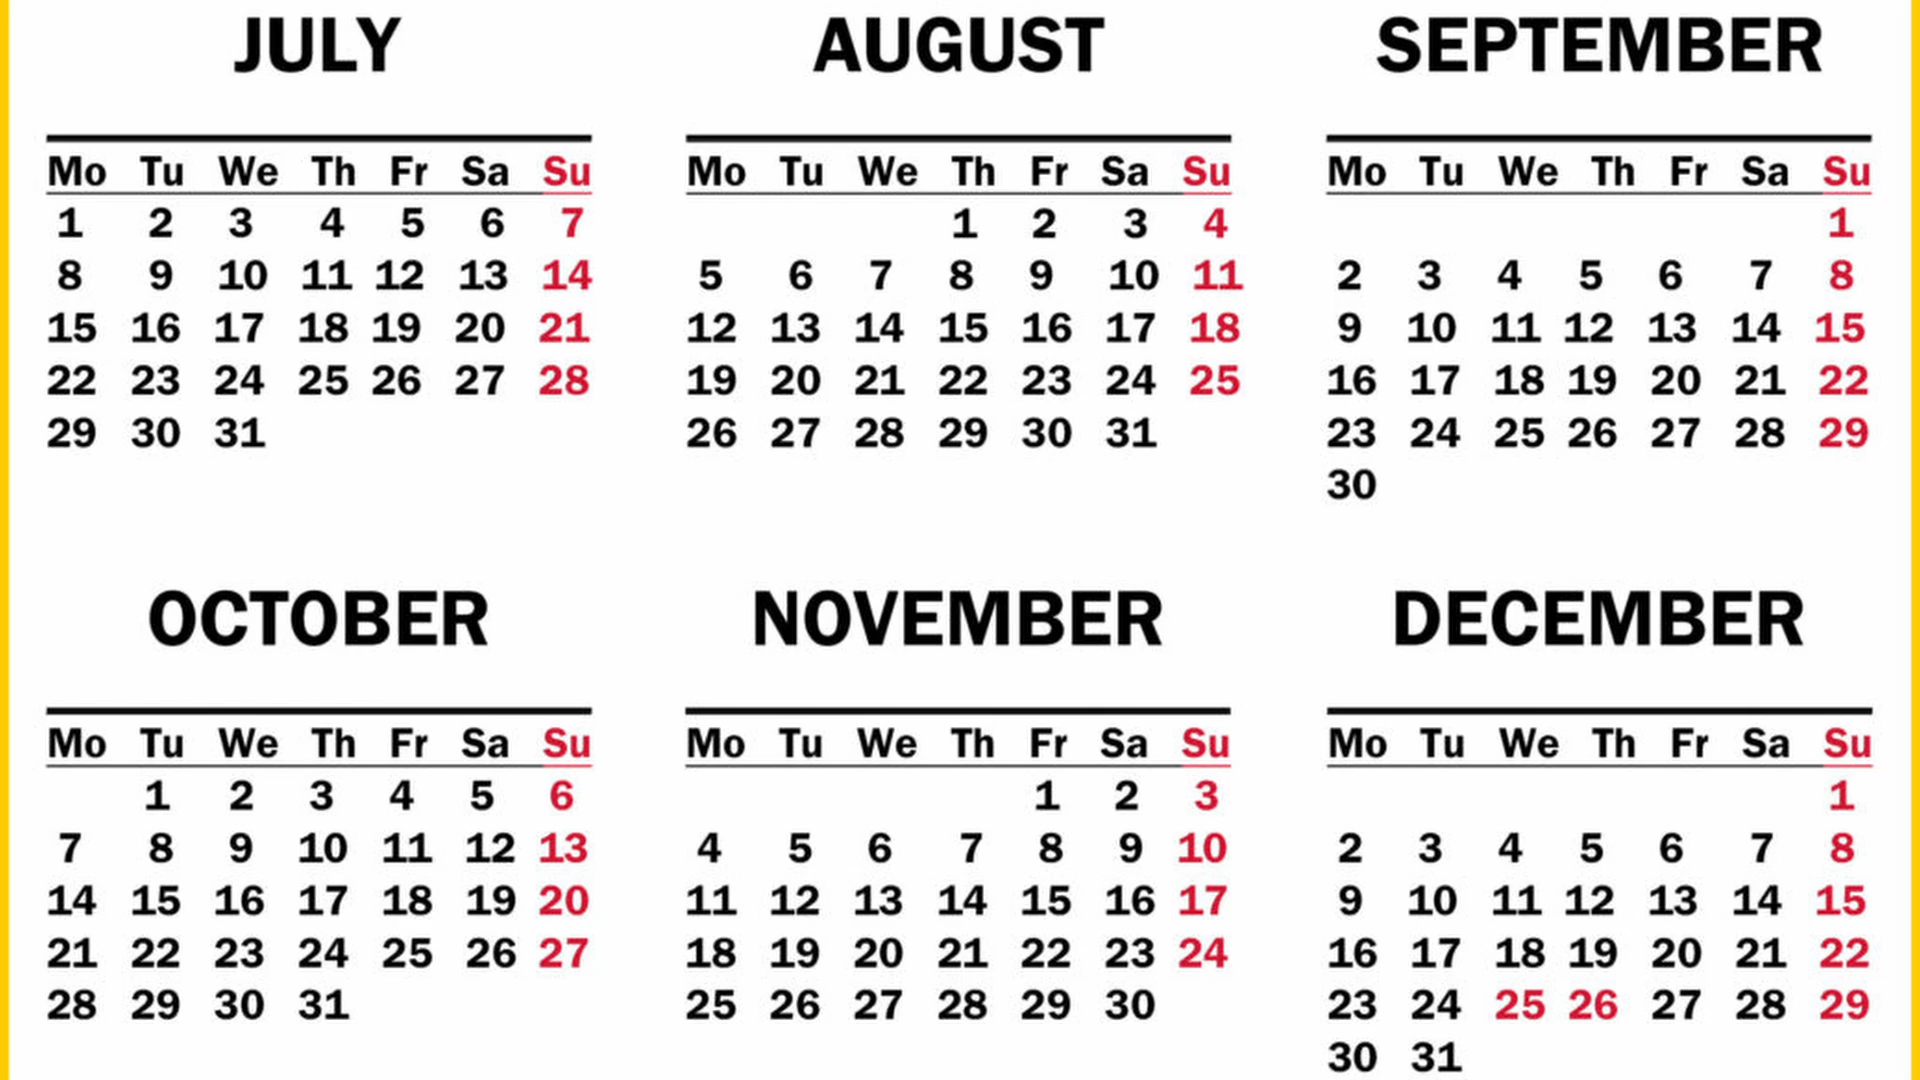 JULY
Mo Tu We Th Fr Sa Su
1 2 3 4 5 6 7
8 9 10 11 12 13 14
15 16 17 18 19 20 21
22 23 24 25 26 27 28
29 30 31
AUGUST
Mo Tu We Th Fr Sa Su
1 2 3 4
5 6 7 8 9 10 11
12 13 14 15 16 17 18
19 20 21 22 23 24 25
26 27 28 29 30 31
SEPTEMBER
Mo Tu We Th Fr Sa Su
1
2 3 4 5 6 7 8
9 10 11 12 13 14 15
16 17 18 19 20 21 22
23 24 25 26 27 28 29
30
OCTOBER
Mo Tu We Th Fr Sa Su
1 2 3 4 5 6
7 8 9 10 11 12 13
14 15 16 17 18 19 20
21 22 23 24 25 26 27
28 29 30 31
NOVEMBER
Mo Tu We Th Fr Sa Su
1 2 3
4 5 6 7 8 9 10
11 12 13 14 15 16 17
18 19 20 21 22 23 24
25 26 27 28 29 30
DECEMBER
Mo Tu We Th Fr Sa Su
1
2 3 4 5 6 7 8
9 10 11 12 13 14 15
16 17 18 19 20 21 22
23 24 25 26 27 28 29
30 31